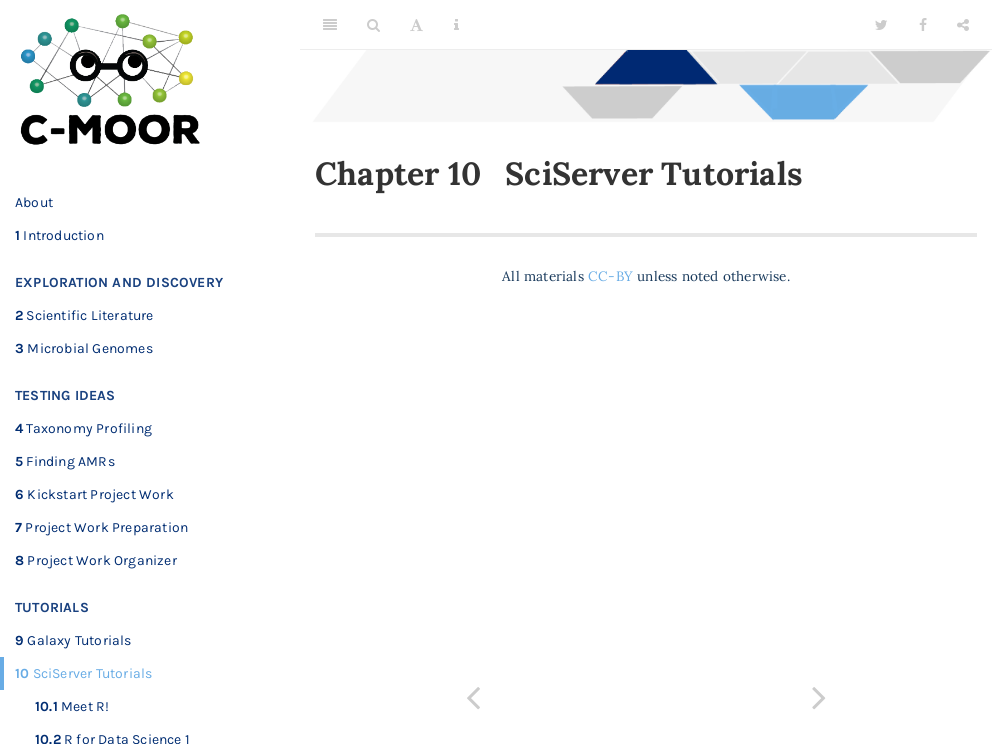 C-MOOR
About
1 Introduction
EXPLORATION AND DISCOVERY
2 Scientific Literature
3 Microbial Genomes
TESTING IDEAS
4 Taxonomy Profiling
5 Finding AMRs
6 Kickstart Project Work
7 Project Work Preparation
8 Project Work Organizer
TUTORIALS
9 Galaxy Tutorials
10 SciServer Tutorials
10.1 Meet R!
10.2 R for Data Science 1
A
Chapter 10 SciServer Tutorials
All materials CC-BY unless noted otherwise.